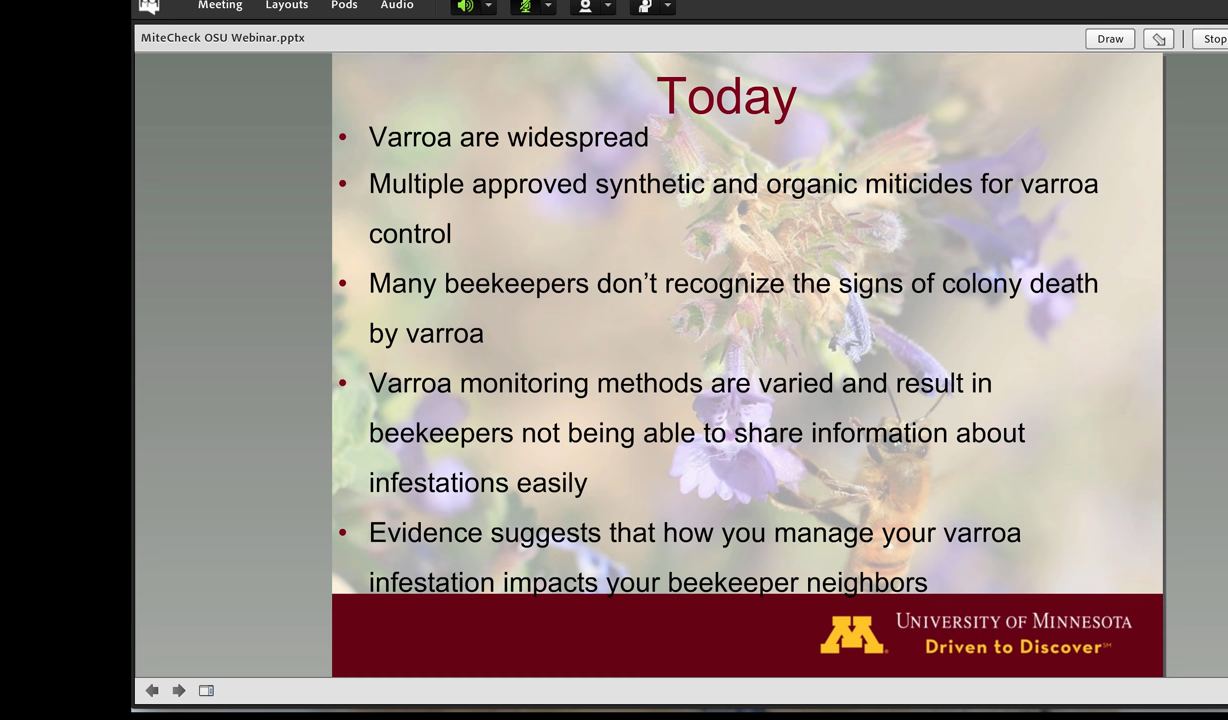 Meeting Layouts Pods Audio
MiteCheck OSU Webinar.pptx
Draw
Stop
Today
• Varroa are widespread
• Multiple approved synthetic and organic miticides for varroa
control
• Many beekeepers don’t recognize the signs of colony death
by varroa
• Varroa monitoring methods are varied and result in
beekeepers not being able to share information about
infestations easily
• Evidence suggests that how you manage your varroa
infestation impacts your beekeeper neighbors
M
UNIVERSITY OF MINNESOTA
Driven to Discover℠